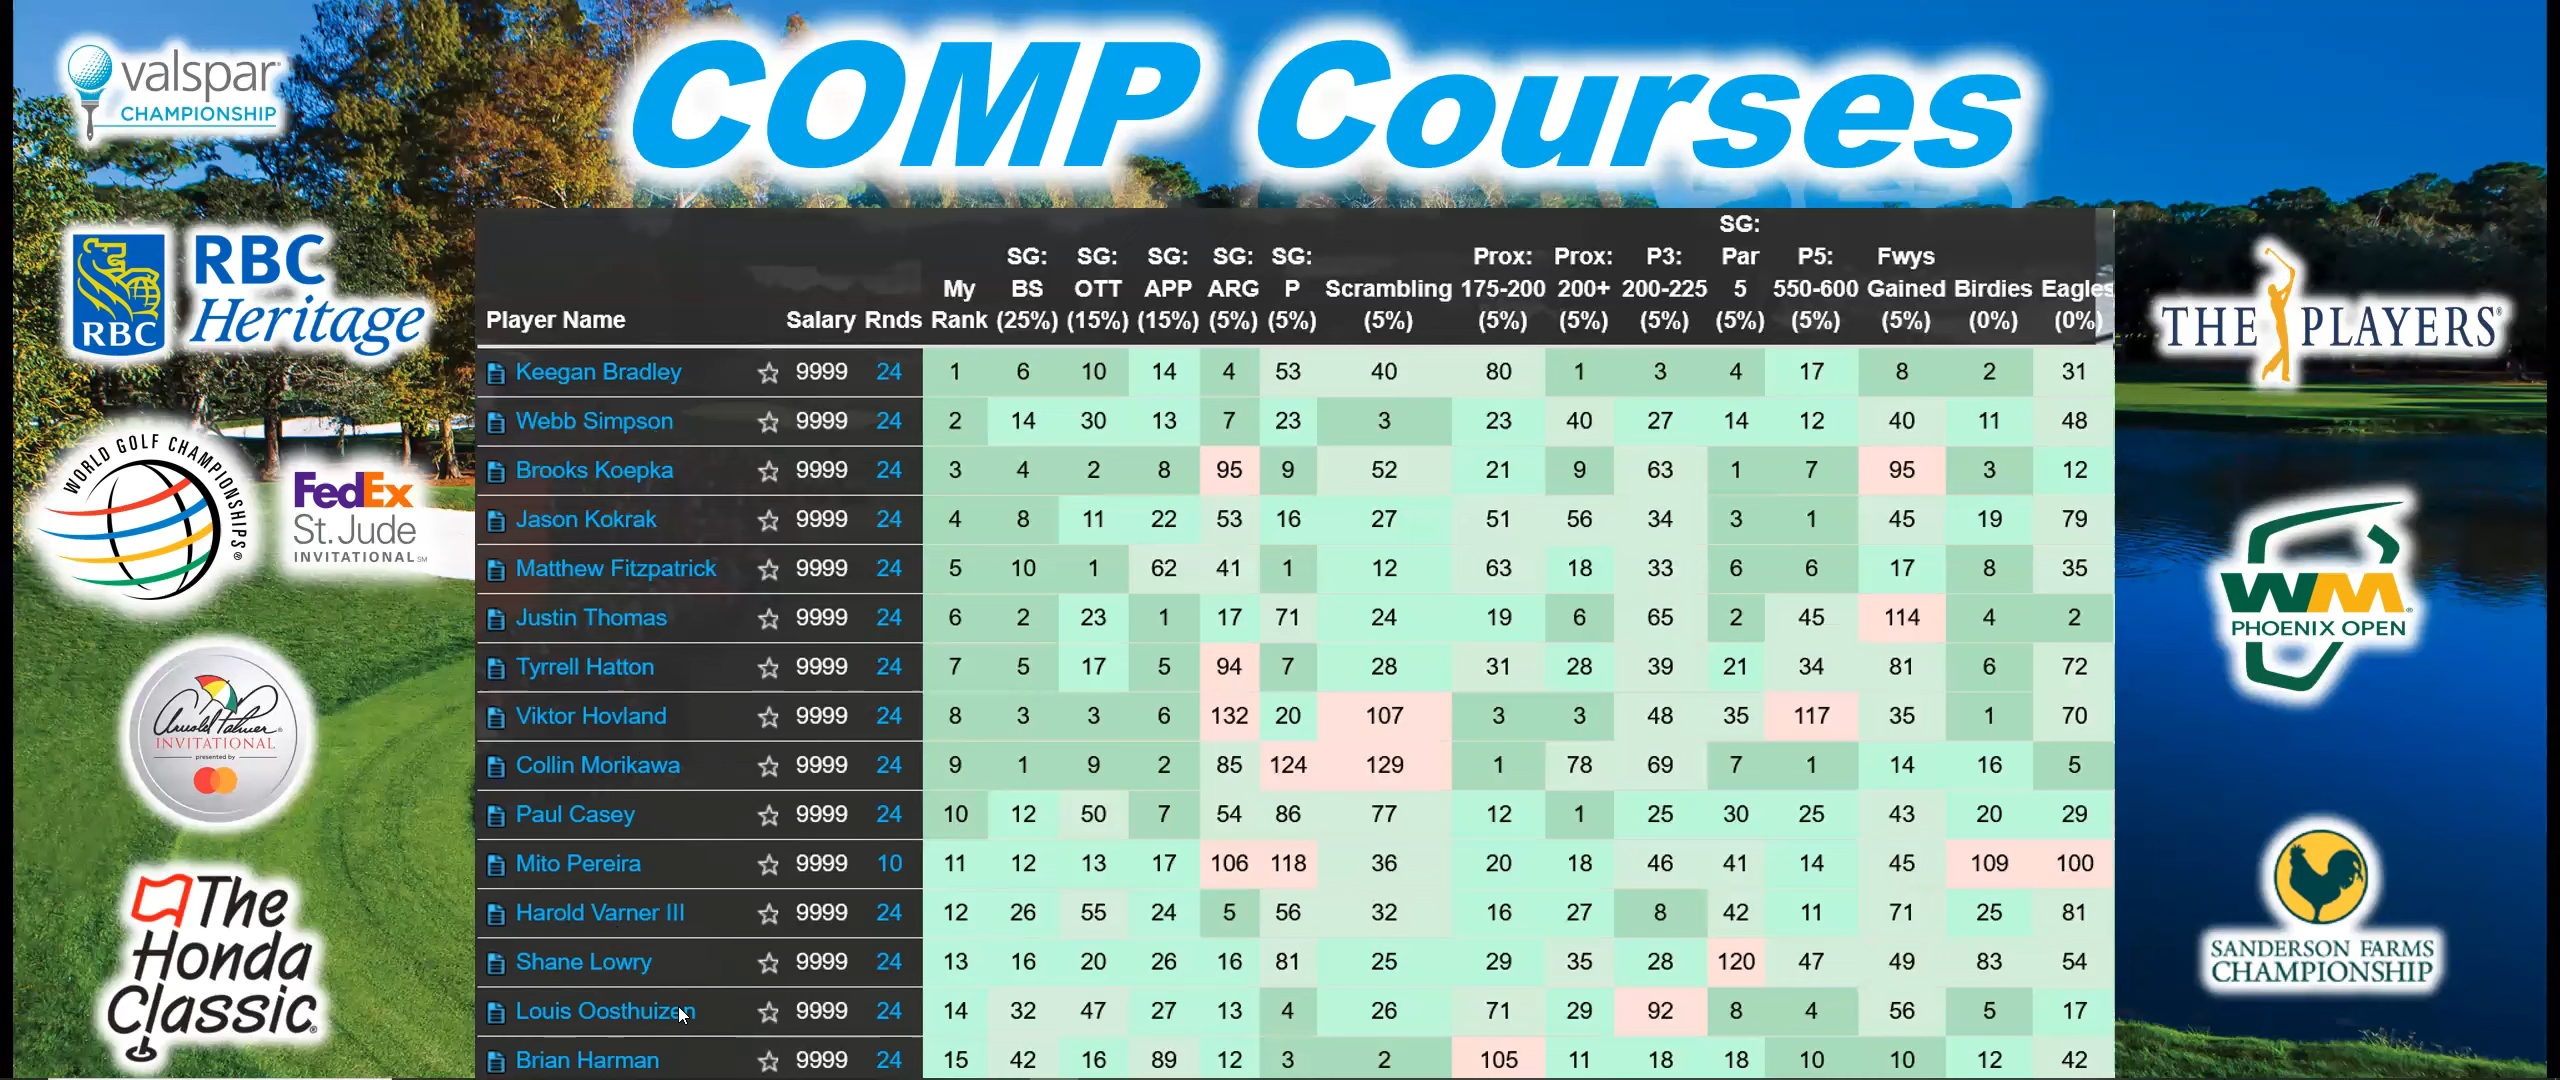 COMP Courses
valspar
CHAMPIONSHIP
RBC
RBC
Heritage
WORLD GOLF CHAMPIONSHIPS®
FedEx
St. Jude
INVITATIONAL
Arnold Palmer
INVITATIONAL
presented by
The
Honda
Classic
THE PLAYERS
WM
PHOENIX OPEN
SANDERSON FARMS
CHAMPIONSHIP
Player Name Salary Rnds My Rank SG: BS (25%) SG: OTT (15%) SG: APP (15%) SG: ARG (5%) SG: P (5%) Scrambling (5%) Prox: 175-200 (5%) Prox: 200+ (5%) P3: 200-225 (5%) SG: Par 5 (5%) P5: 550-600 (5%) Fwys Gained (5%) Birdies (0%) Eagles (0%)
Keegan Bradley 9999 24 1 6 10 14 4 53 40 80 1 3 4 17 8 2 31
Webb Simpson 9999 24 2 14 30 13 7 23 3 23 40 27 14 12 40 11 48
Brooks Koepka 9999 24 3 4 2 8 95 9 52 21 9 63 1 7 95 3 12
Jason Kokrak 9999 24 4 8 11 22 53 16 27 51 56 34 3 1 45 19 79
Matthew Fitzpatrick 9999 24 5 10 1 62 41 1 12 63 18 33 6 6 17 8 35
Justin Thomas 9999 24 6 2 23 1 17 71 24 19 6 65 2 45 114 4 2
Tyrrell Hatton 9999 24 7 5 17 5 94 7 28 31 28 39 21 34 81 6 72
Viktor Hovland 9999 24 8 3 3 6 132 20 107 3 3 48 35 117 35 1 70
Collin Morikawa 9999 24 9 1 9 2 85 124 129 1 78 69 7 1 14 16 5
Paul Casey 9999 24 10 12 50 7 54 86 77 12 1 25 30 25 43 20 29
Mito Pereira 9999 10 11 12 13 17 106 118 36 20 18 46 41 14 45 109 100
Harold Varner III 9999 24 12 26 55 24 5 56 32 16 27 8 42 11 71 25 81
Shane Lowry 9999 24 13 16 20 26 16 81 25 29 35 28 120 47 49 83 54
Louis Oosthuizen 9999 24 14 32 47 27 13 4 26 71 29 92 8 4 56 5 17
Brian Harman 9999 24 15 42 16 89 12 3 2 105 11 18 18 10 10 12 42